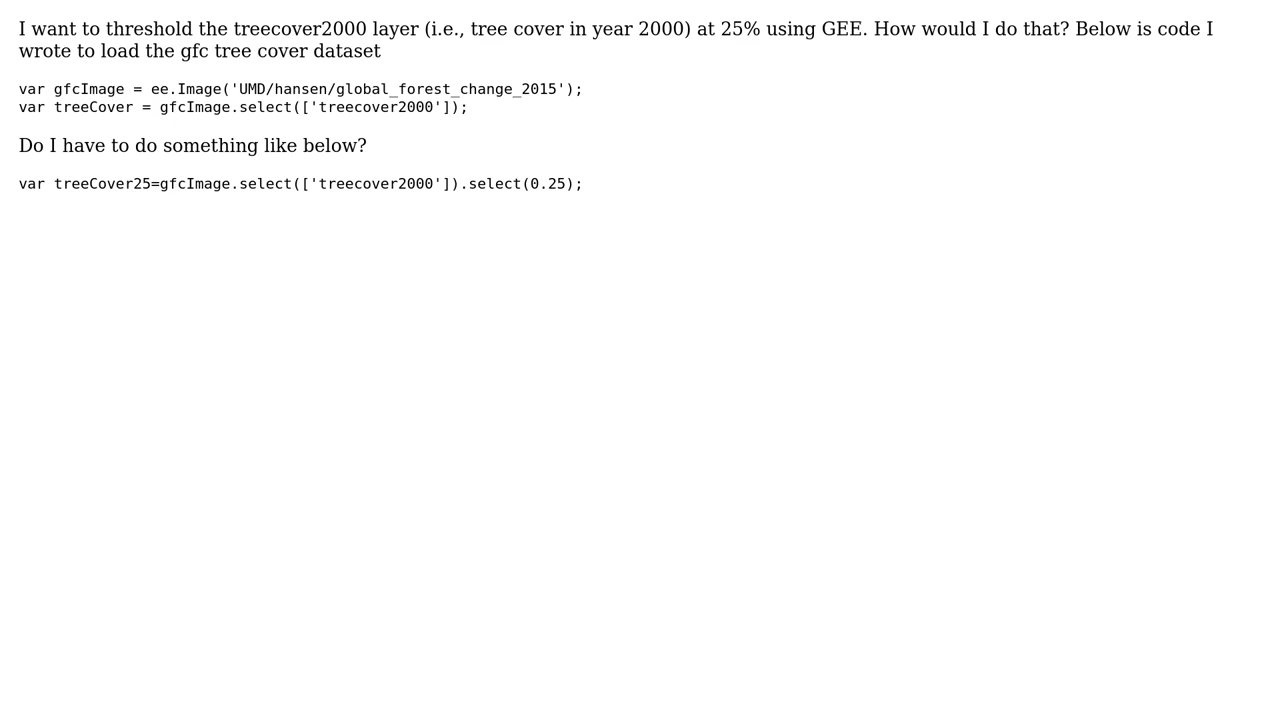 I want to threshold the treecover2000 layer (i.e., tree cover in year 2000) at 25% using GEE. How would I do that? Below is code I
wrote to load the gfc tree cover dataset
var gfcImage = ee.Image('UMD/hansen/global_forest_change_2015');
var treeCover = gfcImage.select(['treecover2000']);
Do I have to do something like below?
var treeCover25=gfcImage.select(['treecover2000']).select(0.25);